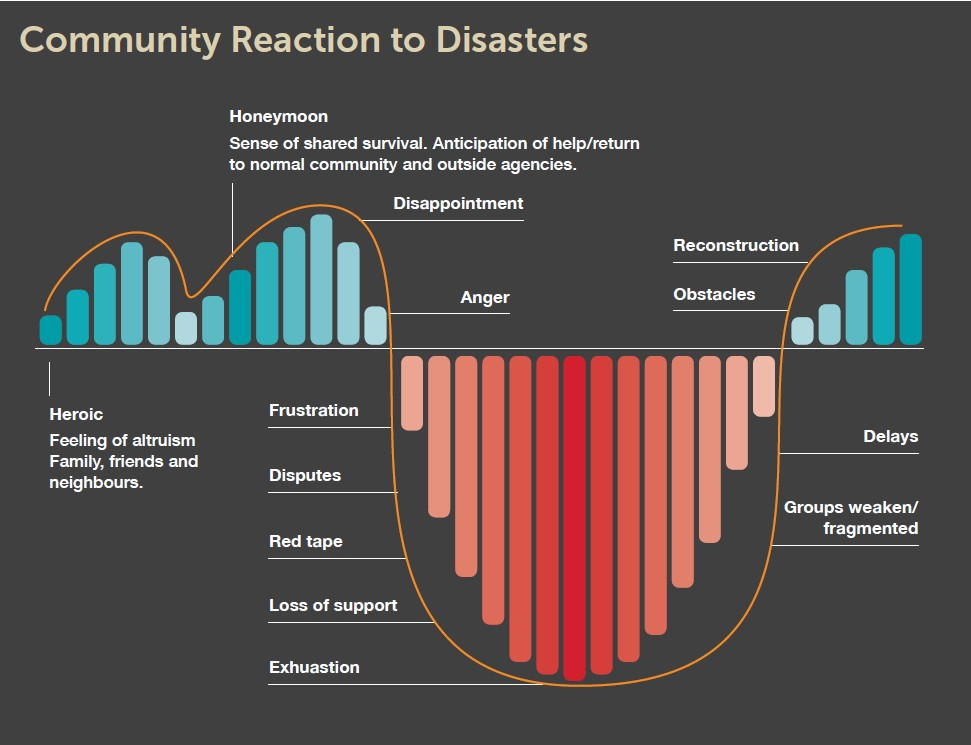 Community Reaction to Disasters
Honeymoon
Sense of shared survival. Anticipation of help/return
to normal community and outside agencies.
Disappointment
Anger
Reconstruction
Obstacles
Heroic
Feeling of altruism
Family, friends and
neighbours.
Frustration
Disputes
Red tape
Loss of support
Exhuastion
Delays
Groups weaken/
fragmented